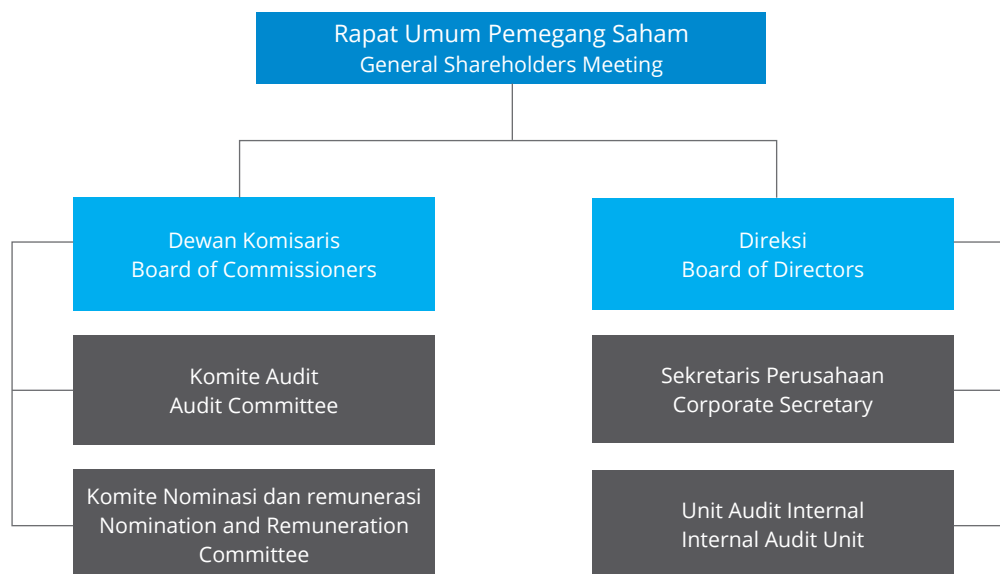 Rapat Umum Pemegang Saham
General Shareholders Meeting
Dewan Komisaris
Board of Commissioners
Direksi
Board of Directors
Komite Audit
Audit Committee
Sekretaris Perusahaan
Corporate Secretary
Komite Nominasi dan remunerasi
Nomination and Remuneration
Committee
Unit Audit Internal
Internal Audit Unit